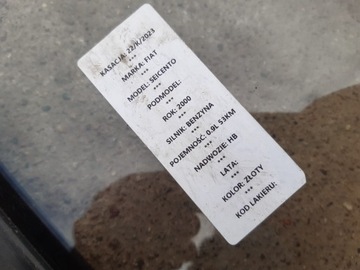 KASACJA: 22/K/2023
***
MARKA: FIAT
***
MODEL: SEICENTO
***
PODMODEL:
***
ROK: 2000
***
SILNIK: BENZYNA
***
POJEMNOŚĆ: 0.9L 53KM
***
NADWOZIE: HB
***
LATA:
***
KOLOR: ZŁOTY
***
KOD LAKIERU: